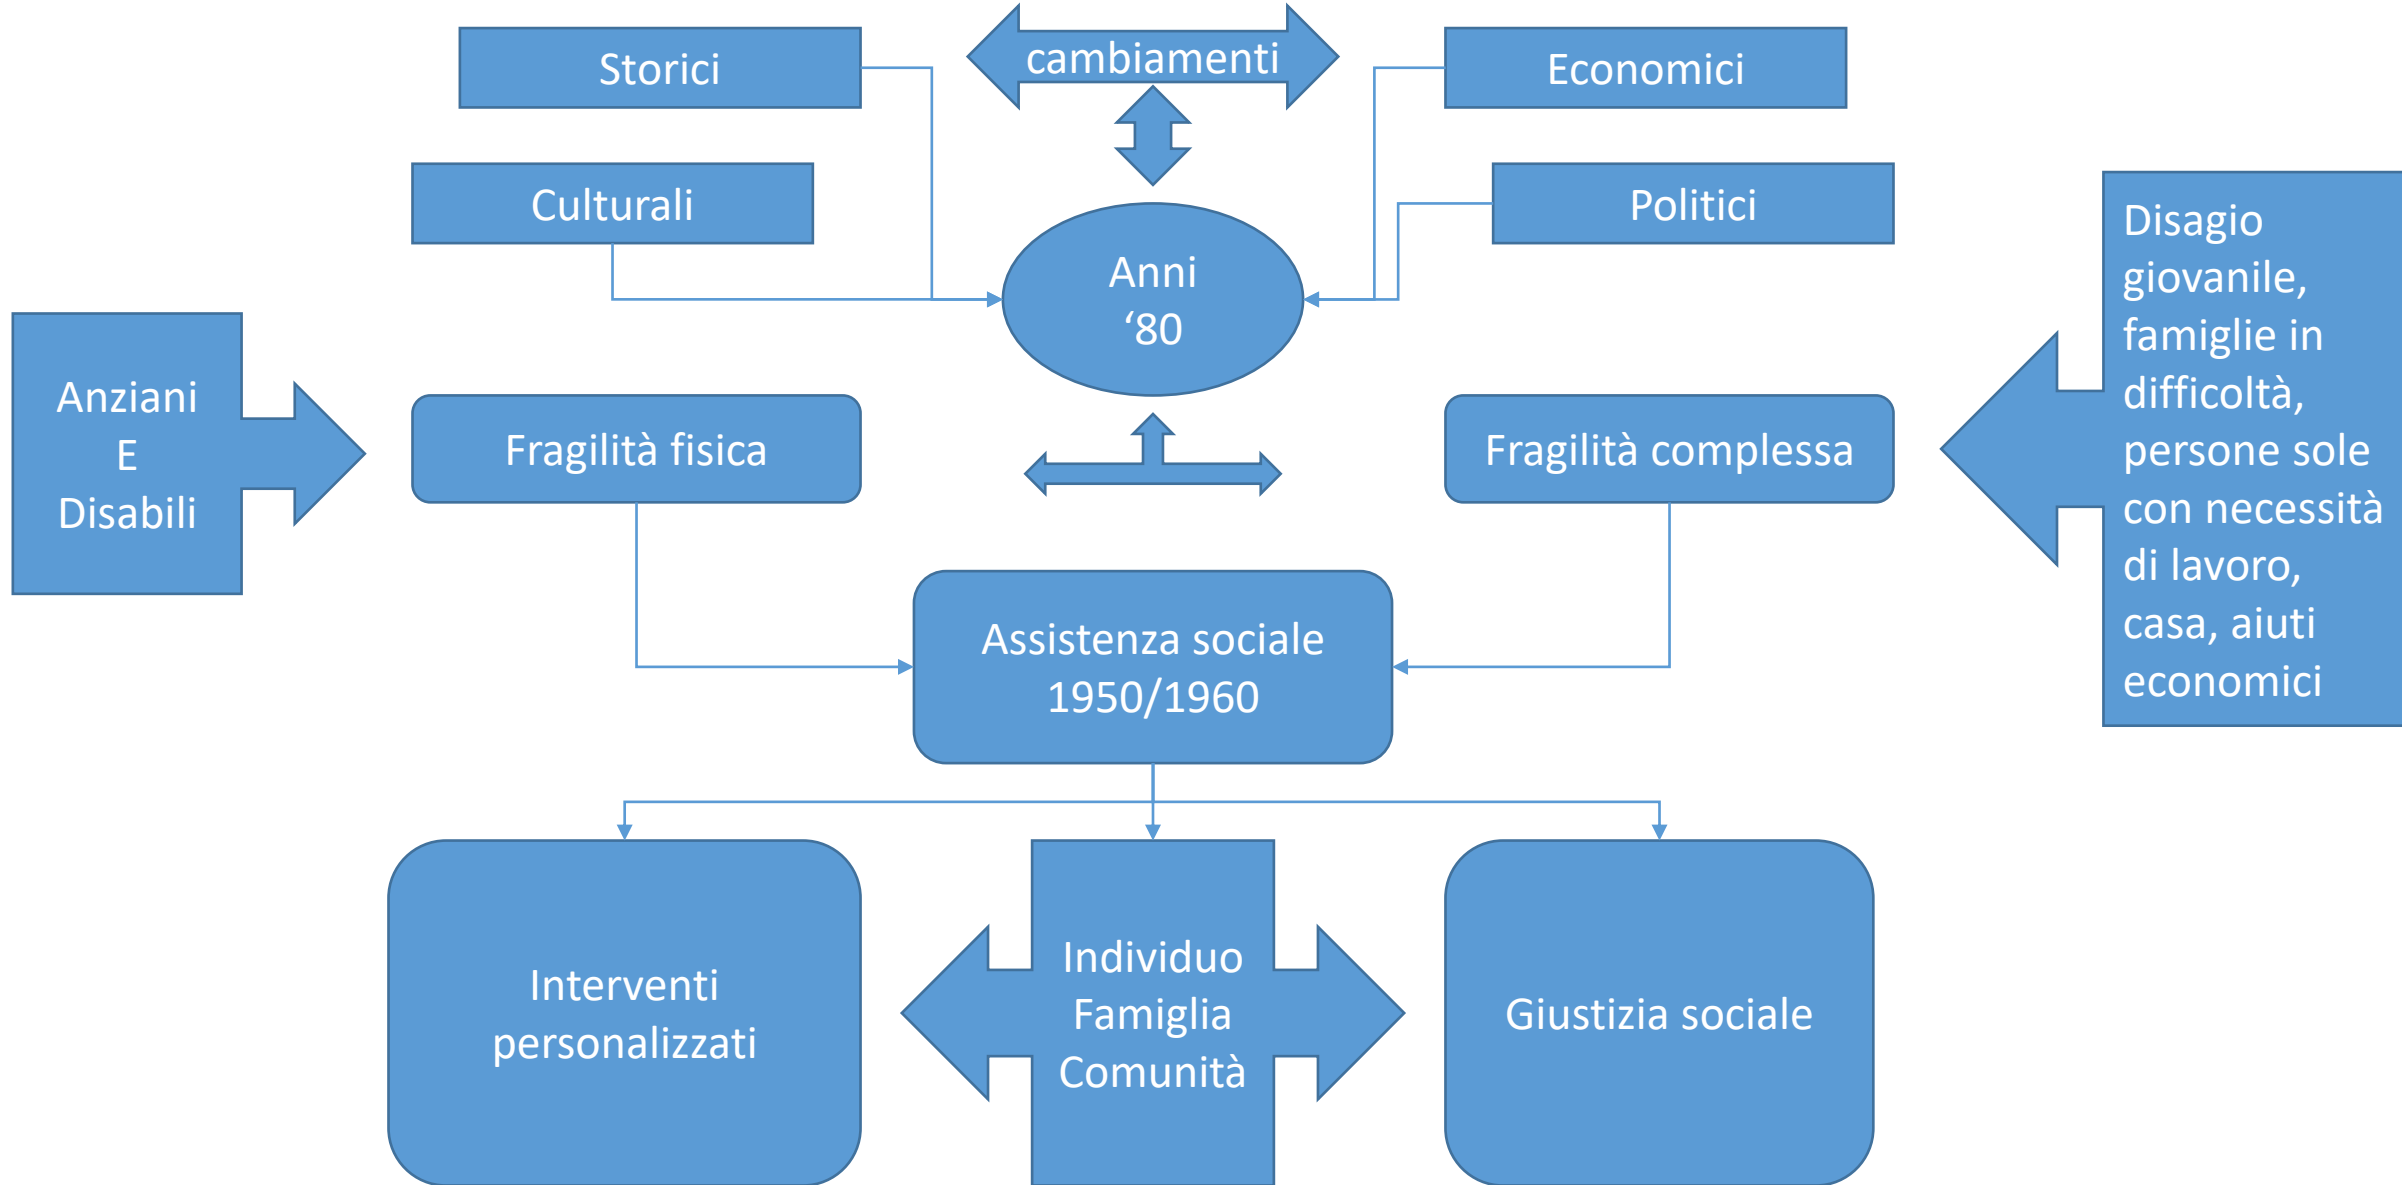 Storici
cambiamenti
Economici
Culturali
Politici
Anni
‘80
Anziani
E
Disabili
Fragilità fisica
Fragilità complessa
Disagio
giovanile,
famiglie in
difficoltà,
persone sole
con necessità
di lavoro,
casa, aiuti
economici
Assistenza sociale
1950/1960
Interventi
personalizzati
Individuo
Famiglia
Comunità
Giustizia sociale